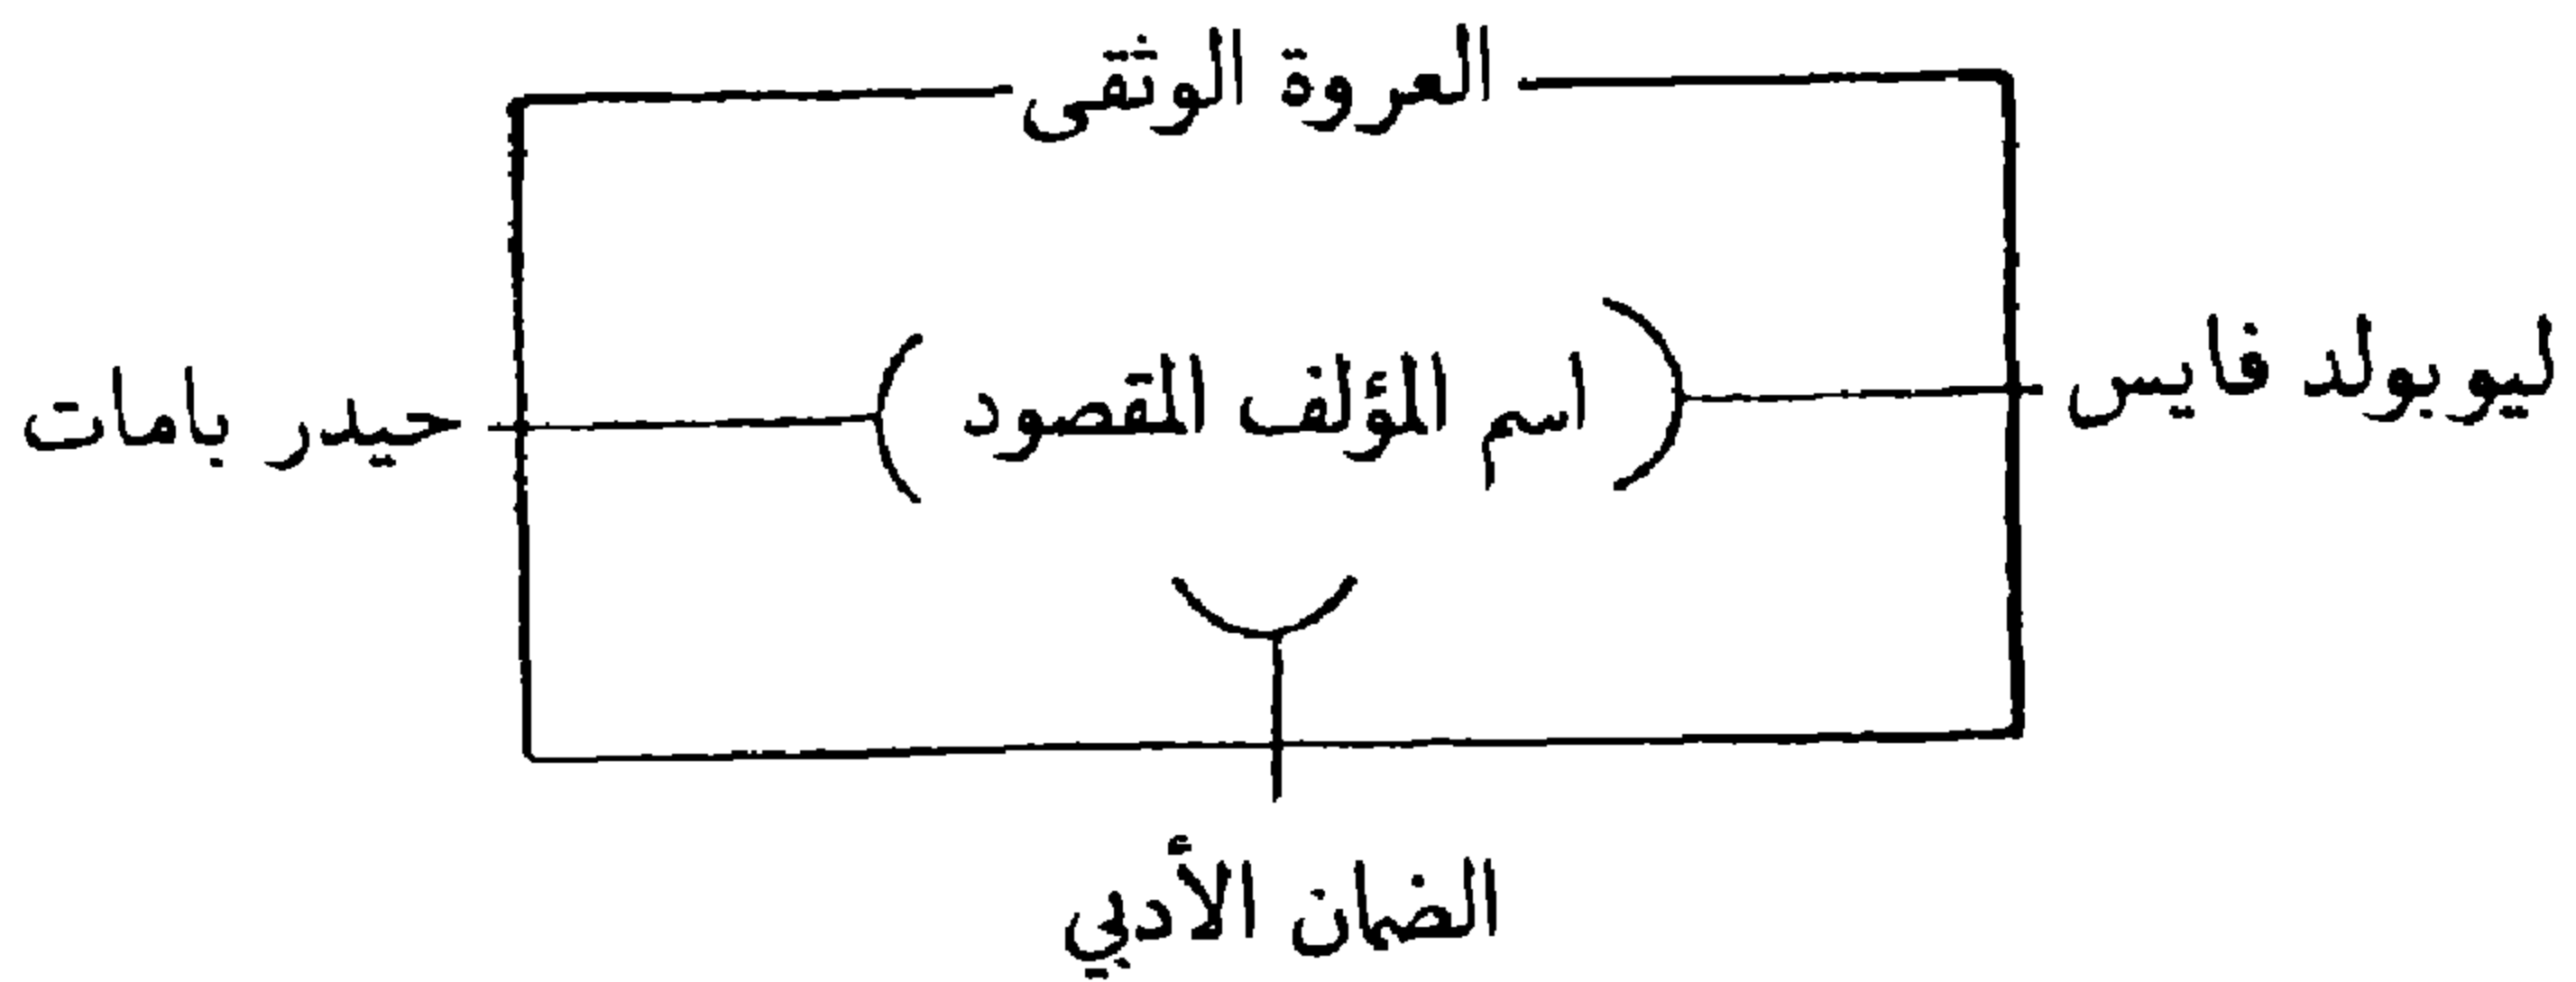 العروة الوثقى
ليوبولد فايس
(اسم المؤلف المقصود)
حيدر بامات
الضمان الأدبي